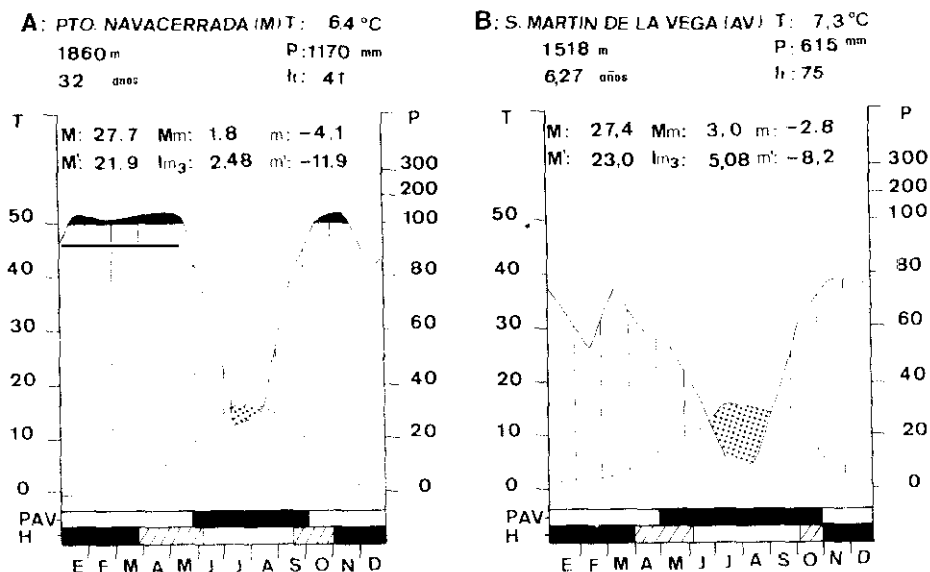 A: PTO. NAVACERRADA (M) T: 6.4 °C
1860 m P: 1170 mm
32 años
T P
M: 27.7 Mm: 1.8 m: -4.1
M': 21.9 Im3: 2,48 m': -11.9
300
200
50 100
40 80
30 60
20 40
10 20
0 0
PAV
H
E F M A M J J A S O N D
B: S. MARTIN DE LA VEGA (AV) T: 7,3 °C
1518 m P: 615 mm
6,27 años h: 75
T P
M: 27,4 Mm: 3,0 m: -2.8
M': 23,0 Im3: 5,08 m': -8,2
300
200
50 100
40 80
30 60
20 40
10 20
0 0
PAV
H
E F M A M J J A S O N D